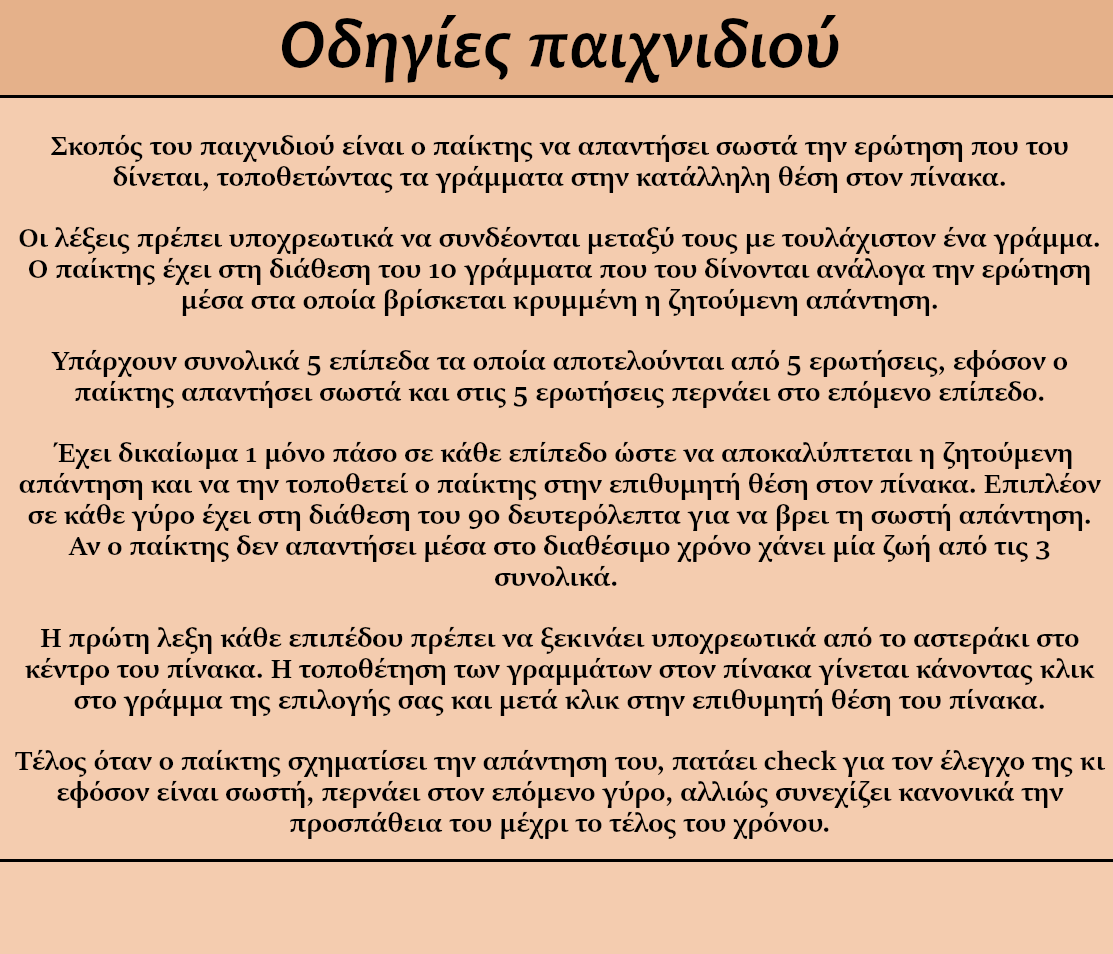 Οδηγίες παιχνιδιού
Σκοπός του παιχνιδιού είναι ο παίκτης να απαντήσει σωστά την ερώτηση που του
δίνεται, τοποθετώντας τα γράμματα στην κατάλληλη θέση στον πίνακα.
Οι λέξεις πρέπει υποχρεωτικά να συνδέονται μεταξύ τους με τουλάχιστον ένα γράμμα.
Ο παίκτης έχει στη διάθεση του 10 γράμματα που του δίνονται ανάλογα την ερώτηση
μέσα στα οποία βρίσκεται κρυμμένη η ζητούμενη απάντηση.
Υπάρχουν συνολικά 5 επίπεδα τα οποία αποτελούνται από 5 ερωτήσεις, εφόσον ο
παίκτης απαντήσει σωστά και στις 5 ερωτήσεις περνάει στο επόμενο επίπεδο.
Έχει δικαίωμα 1 μόνο πάσο σε κάθε επίπεδο ώστε να αποκαλύπτεται η ζητούμενη
απάντηση και να την τοποθετεί ο παίκτης στην επιθυμητή θέση στον πίνακα. Επιπλέον
σε κάθε γύρο έχει στη διάθεση του 90 δευτερόλεπτα για να βρει τη σωστή απάντηση.
Αν ο παίκτης δεν απαντήσει μέσα στο διαθέσιμο χρόνο χάνει μία ζωή από τις 3
συνολικά.
Η πρώτη λεξη κάθε επιπέδου πρέπει να ξεκινάει υποχρεωτικά από το αστεράκι στο
κέντρο του πίνακα. Η τοποθέτηση των γραμμάτων στον πίνακα γίνεται κάνοντας κλικ
στο γράμμα της επιλογής σας και μετά κλικ στην επιθυμητή θέση του πίνακα.
Τέλος όταν ο παίκτης σχηματίσει την απάντηση του, πατάει check για τον έλεγχο της κι
εφόσον είναι σωστή, περνάει στον επόμενο γύρο, αλλιώς συνεχίζει κανονικά την
προσπάθεια του μέχρι το τέλος του χρόνου.